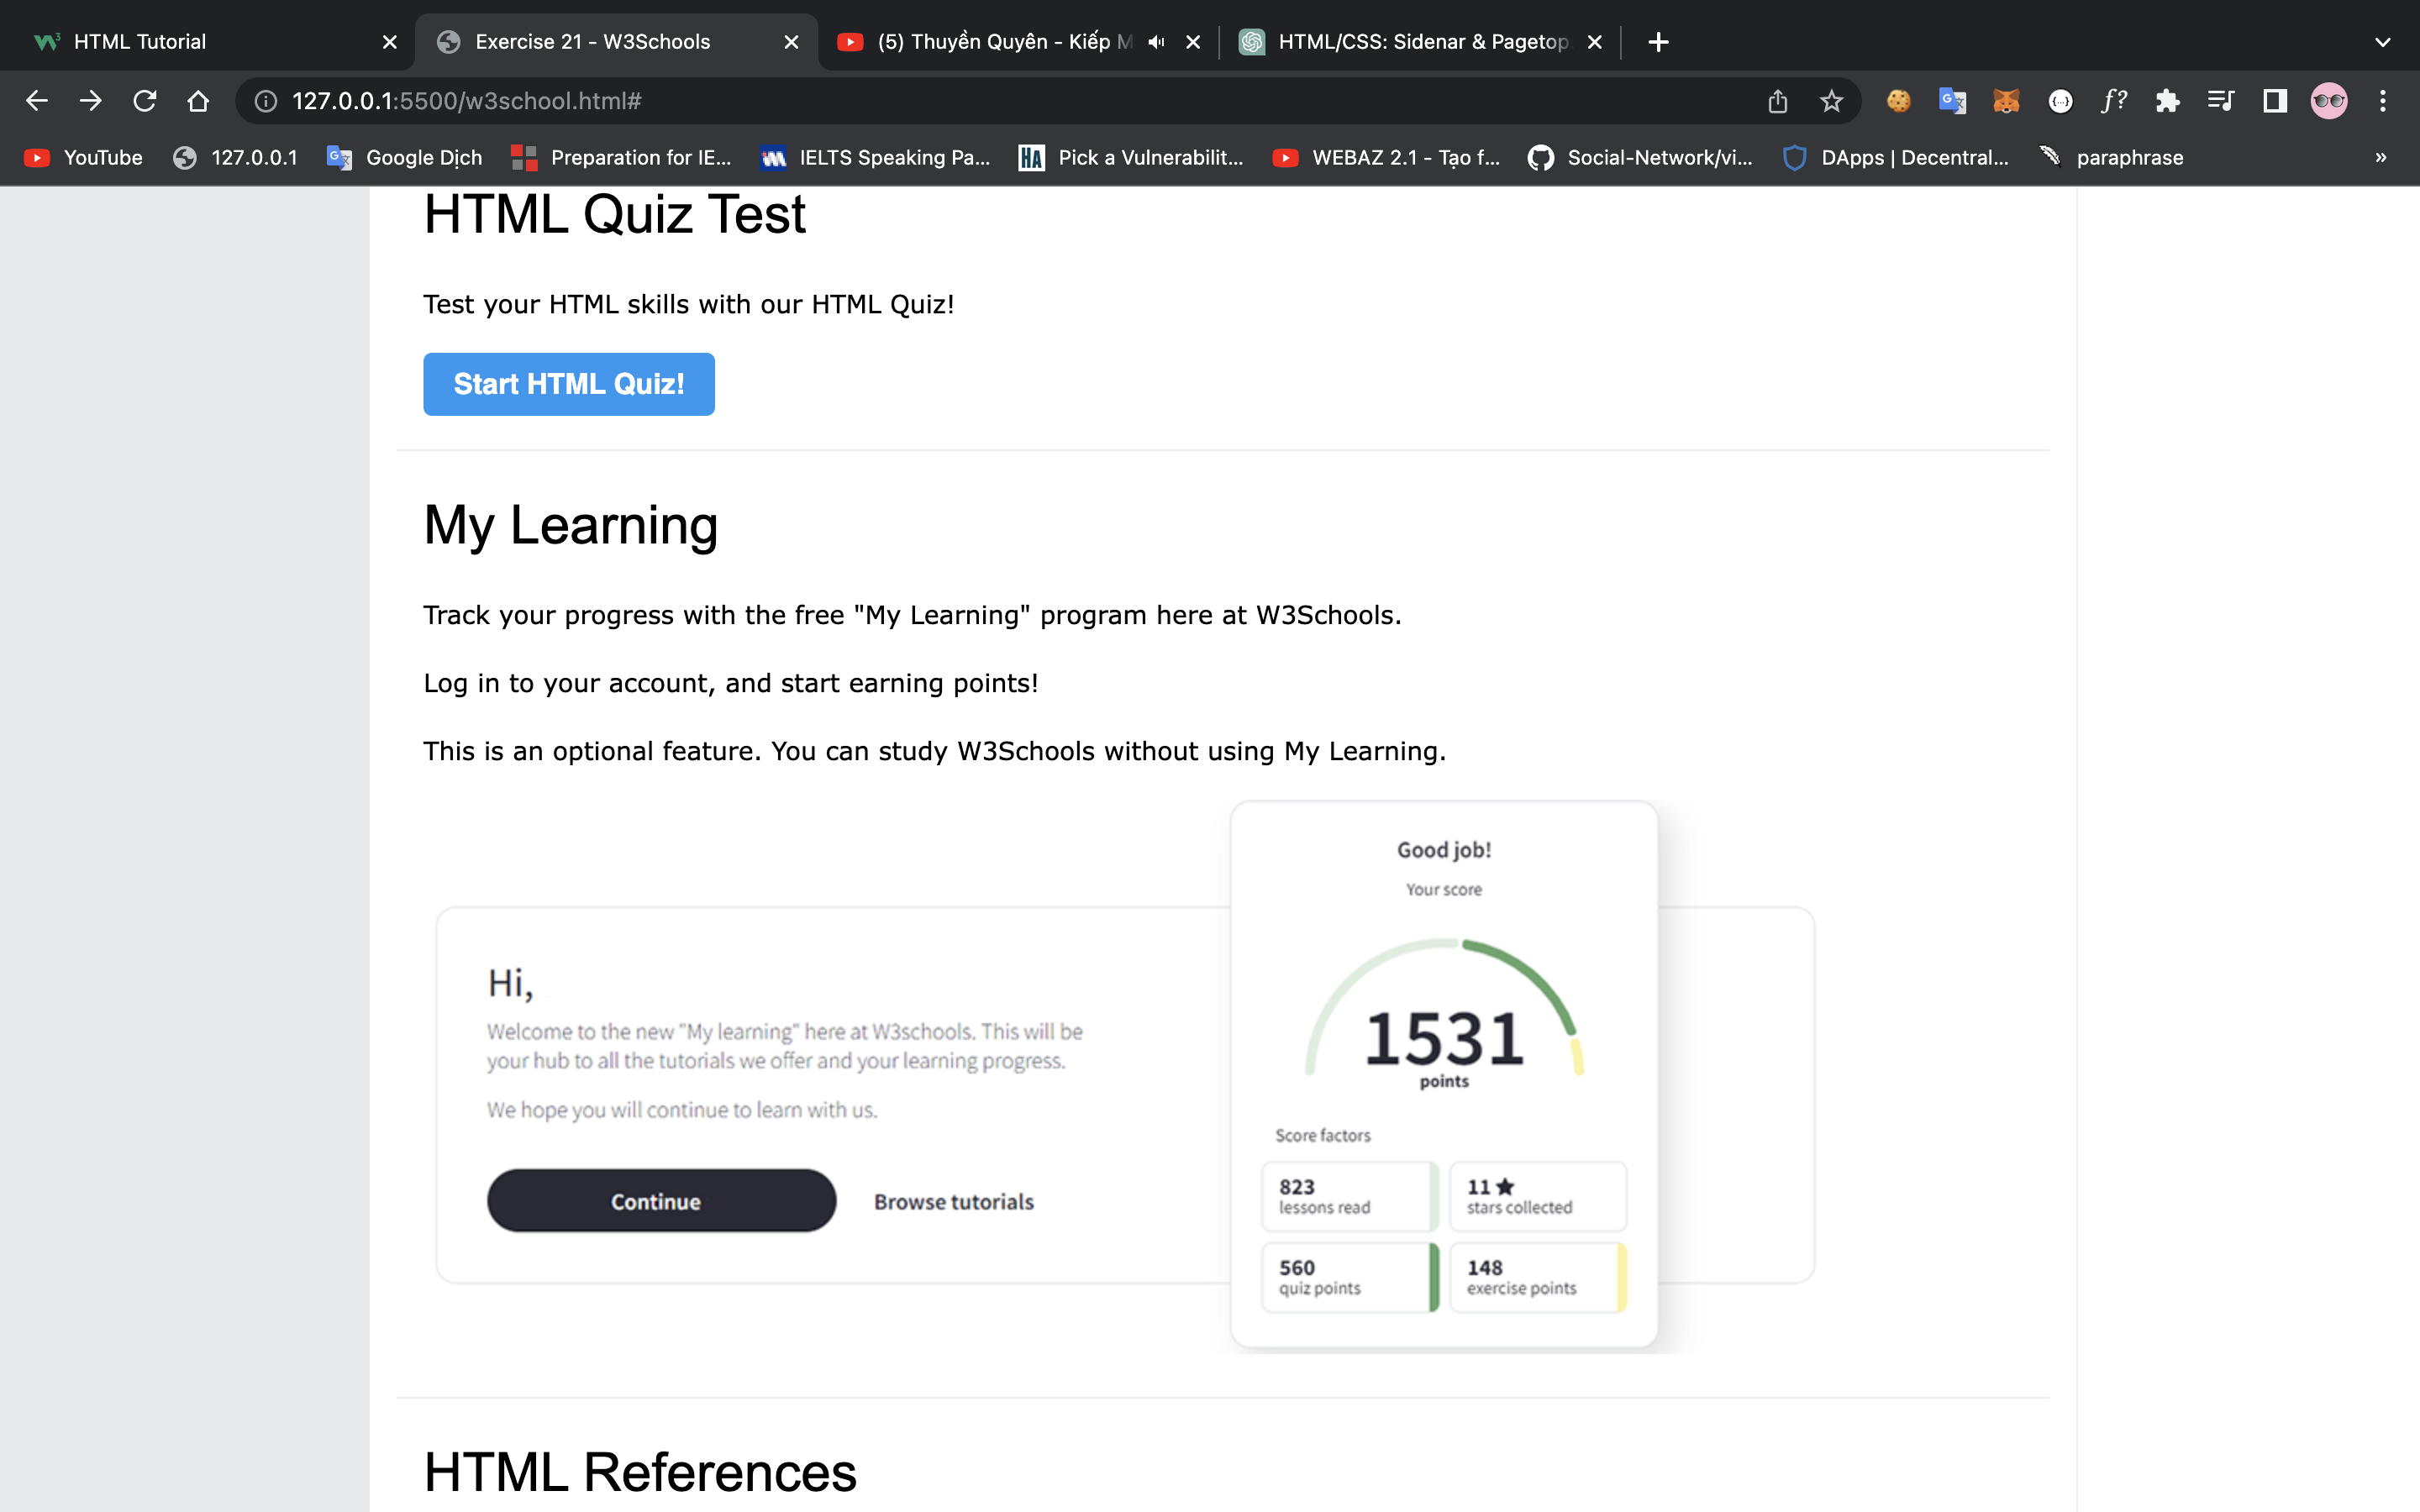 HTML Tutorial
Exercise 21 - W3Schools
(5) Thuyền Quyên - Kiếp M
HTML/CSS: Sidenar & Pagetop
127.0.0.1:5500/w3school.html#
YouTube
127.0.0.1
Google Dịch
Preparation for IE...
IELTS Speaking Pa...
HA Pick a Vulnerabilit...
WEBAZ 2.1 - Tạo f...
Social-Network/vi...
DApps | Decentral...
paraphrase
HTML Quiz Test
Test your HTML skills with our HTML Quiz!
Start HTML Quiz!
My Learning
Track your progress with the free "My Learning" program here at W3Schools.
Log in to your account, and start earning points!
This is an optional feature. You can study W3Schools without using My Learning.
Hi,
Welcome to the new "My learning" here at W3schools. This will be
your hub to all the tutorials we offer and your learning progress.
We hope you will continue to learn with us.
Continue
Browse tutorials
Good job!
Your score
1531
points
Score factors
823
lessons read
11 ★
stars collected
560
quiz points
148
exercise points
HTML References